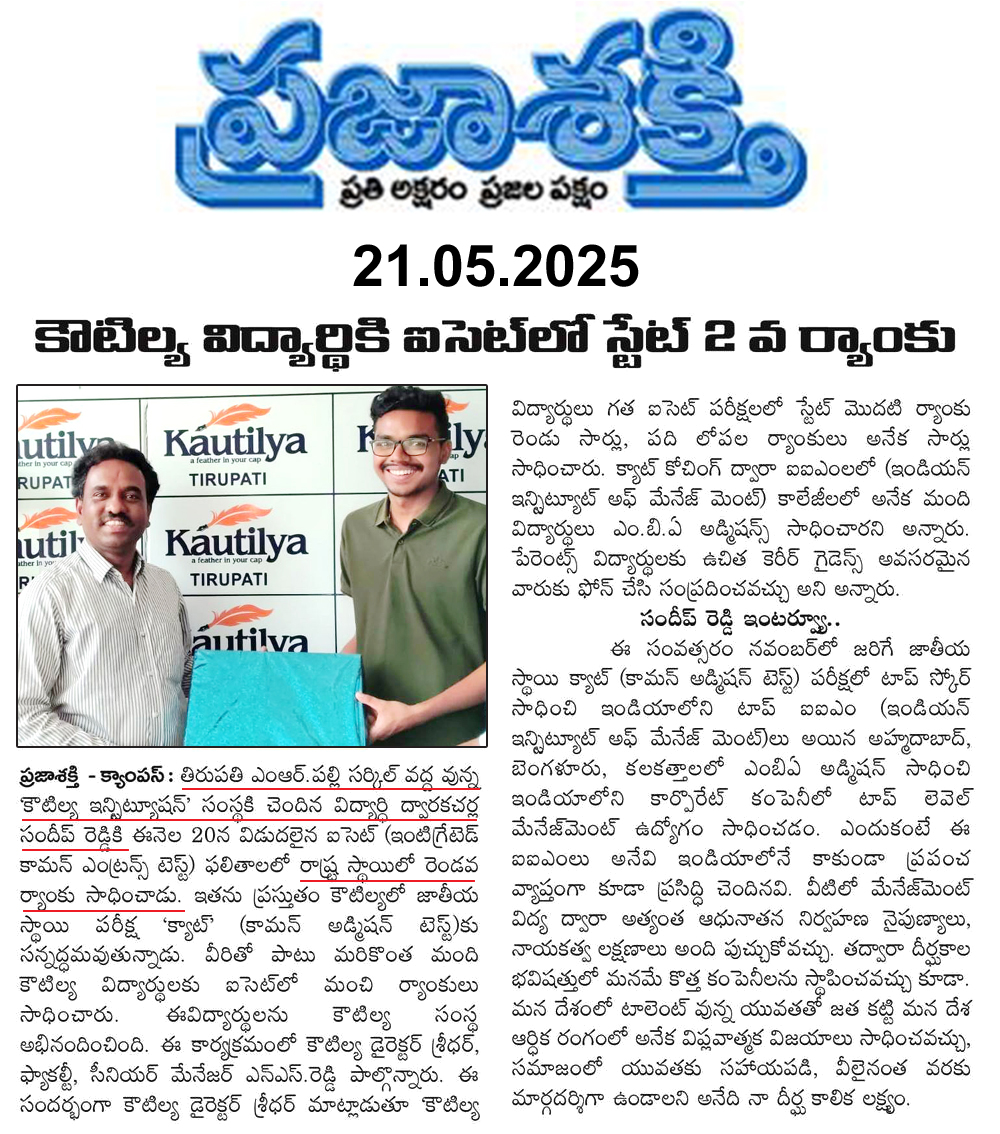 ప్రజాశక్తి
ప్రతి అక్షరం ప్రజల పక్షం
21.05.2025
కౌటిల్య విద్యార్థికి ఐసెట్‌లో స్టేట్ 2 వ ర్యాంకు
Kautilya
a feather in your cap
TIRUPATI
Kautilya
a feather in your cap
TIRUPATI
ప్రజాశక్తి - క్యాంపస్ : తిరుపతి ఎంఆర్.పల్లి సర్కిల్ వద్ద వున్న
'కౌటిల్య ఇన్స్టిట్యూషన్' సంస్థకి చెందిన విద్యార్ధి ద్వారకచర్ల
సందీప్ రెడ్డికి ఈనెల 20న విడుదలైన ఐసెట్ (ఇంటిగ్రేటెడ్
కామన్ ఎంట్రన్స్ టెస్ట్) ఫలితాలలో రాష్ట్ర స్థాయిలో రెండవ
ర్యాంకు సాధించాడు. ఇతను ప్రస్తుతం కౌటిల్యలో జాతీయ
స్థాయి పరీక్ష 'క్యాట్' (కామన్ అడ్మిషన్ టెస్ట్)కు
సన్నద్ధమవుతున్నాడు. వీరితో పాటు మరికొంత మంది
కౌటిల్య విద్యార్థులకు ఐసెట్‌లో మంచి ర్యాంకులు
సాధించారు. ఈవిద్యార్థులను కౌటిల్య సంస్థ
అభినందించింది. ఈ కార్యక్రమంలో కౌటిల్య డైరెక్టర్ శ్రీధర్,
ఫ్యాకల్టీ, సీనియర్ మేనేజర్ ఎన్ఎస్.రెడ్డి పాల్గొన్నారు. ఈ
సందర్భంగా కౌటిల్య డైరెక్టర్ శ్రీధర్ మాట్లాడుతూ 'కౌటిల్య
విద్యార్థులు గత ఐసెట్ పరీక్షలలో స్టేట్ మొదటి ర్యాంకు
రెండు సార్లు, పది లోపల ర్యాంకులు అనేక సార్లు
సాధించారు. క్యాట్ కోచింగ్ ద్వారా ఐఐఎంలలో (ఇండియన్
ఇన్స్టిట్యూట్ ఆఫ్ మేనేజ్ మెంట్) కాలేజీలలో అనేక మంది
విద్యార్థులు ఎం.బి.ఏ అడ్మిషన్స్ సాధించారని అన్నారు.
పేరెంట్స్ విద్యార్థులకు ఉచిత కెరీర్ గైడెన్స్ అవసరమైన
వారుకు ఫోన్ చేసి సంప్రదించవచ్చు అని అన్నారు.
సందీప్ రెడ్డి ఇంటర్వ్యూ..
ఈ సంవత్సరం నవంబర్‌లో జరిగే జాతీయ
స్థాయి క్యాట్ (కామన్ అడ్మిషన్ టెస్ట్) పరీక్షలో టాప్ స్కోర్
సాధించి ఇండియాలోని టాప్ ఐఐఎం (ఇండియన్
ఇన్స్టిట్యూట్ ఆఫ్ మేనేజ్ మెంట్)లు అయిన అహ్మదాబాద్,
బెంగళూరు, కలకత్తాలలో ఎంబిఏ అడ్మిషన్ సాధించి
ఇండియాలోని కార్పొరేట్ కంపెనీలో టాప్ లెవెల్
మేనేజ్‌మెంట్ ఉద్యోగం సాధించడం. ఎందుకంటే ఈ
ఐఐఎంలు అనేవి ఇండియాలోనే కాకుండా ప్రపంచ
వ్యాప్తంగా కూడా ప్రసిద్ధి చెందినవి. వీటిలో మేనేజ్‌మెంట్
విద్య ద్వారా అత్యంత ఆధునాతన నిర్వహణ నైపుణ్యాలు,
నాయకత్వ లక్షణాలు అంది పుచ్చుకోవచ్చు. తద్వారా దీర్ఘకాల
భవిషత్తులో మనమే కొత్త కంపెనీలను స్థాపించవచ్చు కూడా.
మన దేశంలో టాలెంట్ వున్న యువతతో జత కట్టి మన దేశ
ఆర్ధిక రంగంలో అనేక విప్లవాత్మక విజయాలు సాధించవచ్చు,
సమాజంలో యువతకు సహాయపడి, వీలైనంత వరకు
మార్గదర్శిగా ఉండాలని అనేది నా దీర్ఘ కాలిక లక్ష్యం.